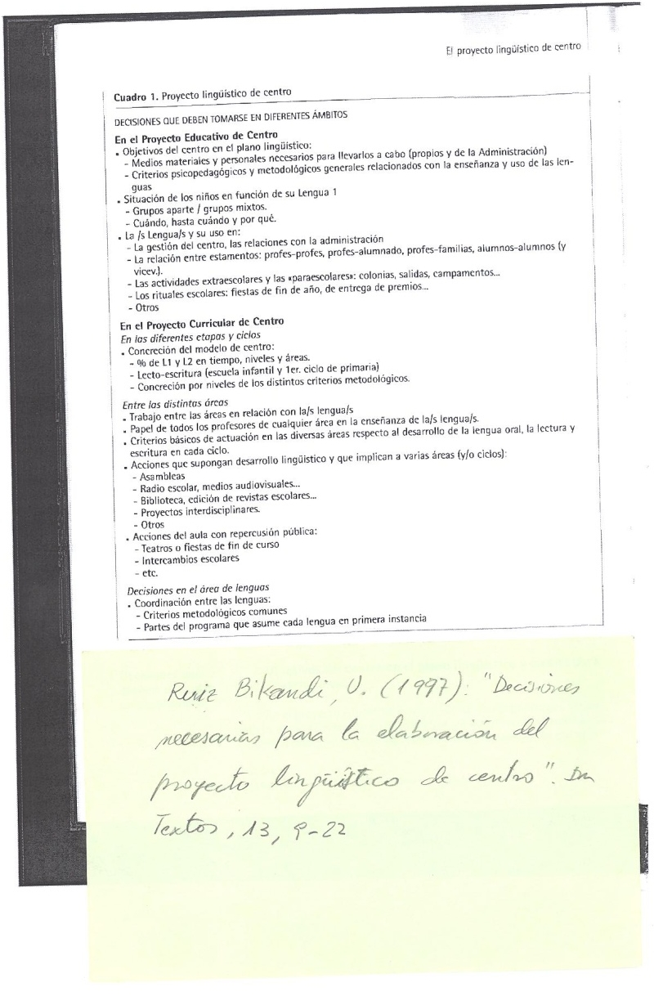 El proyecto lingüístico de centro
Cuadro 1. Proyecto lingüístico de centro
DECISIONES QUE DEBEN TOMARSE EN DIFERENTES ÁMBITOS
En el Proyecto Educativo de Centro
• Objetivos del centro en el plano lingüístico:
- Medios materiales y personales necesarios para llevarlos a cabo (propios y de la Administración)
- Criterios psicopedagógicos y metodológicos generales relacionados con la enseñanza y uso de las len-
guas
• Situación de los niños en función de su Lengua 1
- Grupos aparte / grupos mixtos.
- Cuándo, hasta cuándo y por qué.
• La /s Lengua/s y su uso en:
- La gestión del centro, las relaciones con la administración
- La relación entre estamentos: profes-profes, profes-alumnado, profes-familias, alumnos-alumnos (y
vicev.).
- Las actividades extraescolares y las «paraescolares»: colonias, salidas, campamentos...
- Los rituales escolares: fiestas de fin de año, de entrega de premios...
- Otros
En el Proyecto Curricular de Centro
En las diferentes etapas y ciclos
• Concreción del modelo de centro:
- % de L1 y L2 en tiempo, niveles y áreas.
- Lecto-escritura (escuela infantil y 1er. ciclo de primaria)
- Concreción por niveles de los distintos criterios metodológicos.
Entre las distintas áreas
• Trabajo entre las áreas en relación con la/s lengua/s
• Papel de todos los profesores de cualquier área en la enseñanza de la/s lengua/s.
• Criterios básicos de actuación en las diversas áreas respecto al desarrollo de la lengua oral, la lectura y
escritura en cada ciclo.
• Acciones que supongan desarrollo lingüístico y que implican a varias áreas (y/o ciclos):
- Asambleas
- Radio escolar, medios audiovisuales...
- Biblioteca, edición de revistas escolares...
- Proyectos interdisciplinares.
- Otros
• Acciones del aula con repercusión pública:
- Teatros o fiestas de fin de curso
- Intercambios escolares
- etc.
Decisiones en el área de lenguas
• Coordinación entre las lenguas:
- Criterios metodológicos comunes
- Partes del programa que asume cada lengua en primera instancia
Ruiz Bikandi, U. (1997): "Decisiones
necesarias para la elaboración del
proyecto lingüístico de centro". In
Textos, 13, 9-22